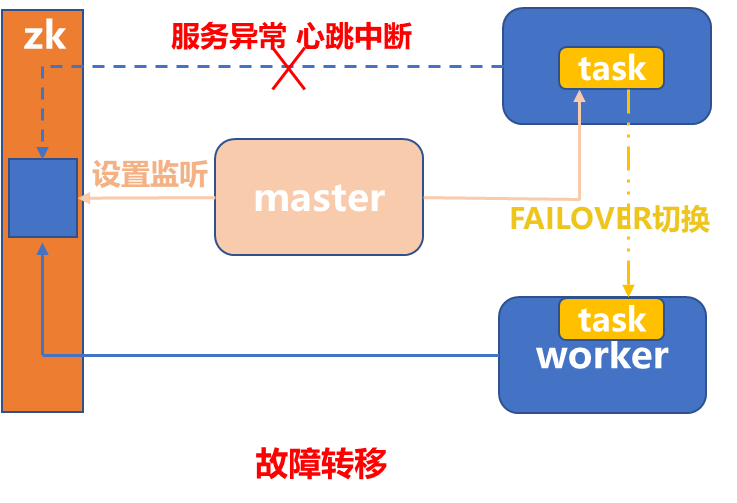 zk
服务异常 心跳中断
task
设置监听
master
FAILOVER切换
task
worker
故障转移